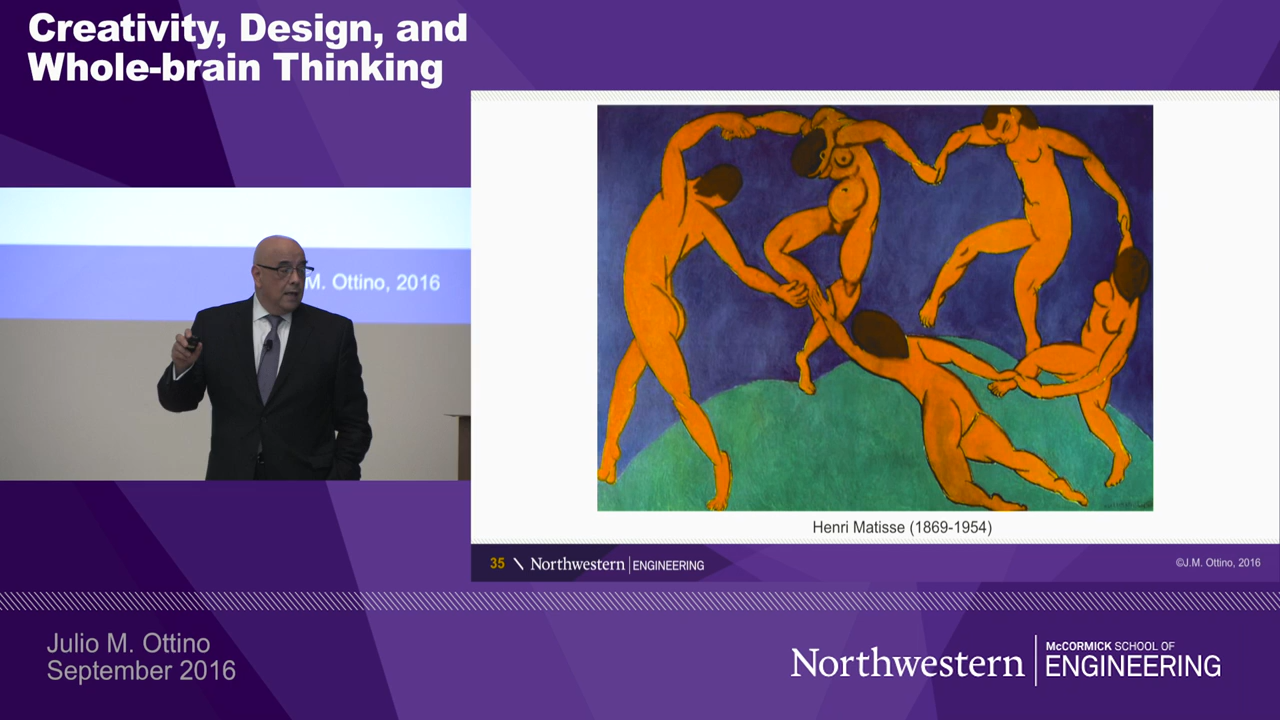 Creativity, Design, and
Whole-brain Thinking
M. Ottino, 2016
Henri Matisse (1869-1954)
35 \ Northwestern | ENGINEERING
©J.M. Ottino, 2016
Julio M. Ottino
September 2016
Northwestern | McCORMICK SCHOOL OF
ENGINEERING